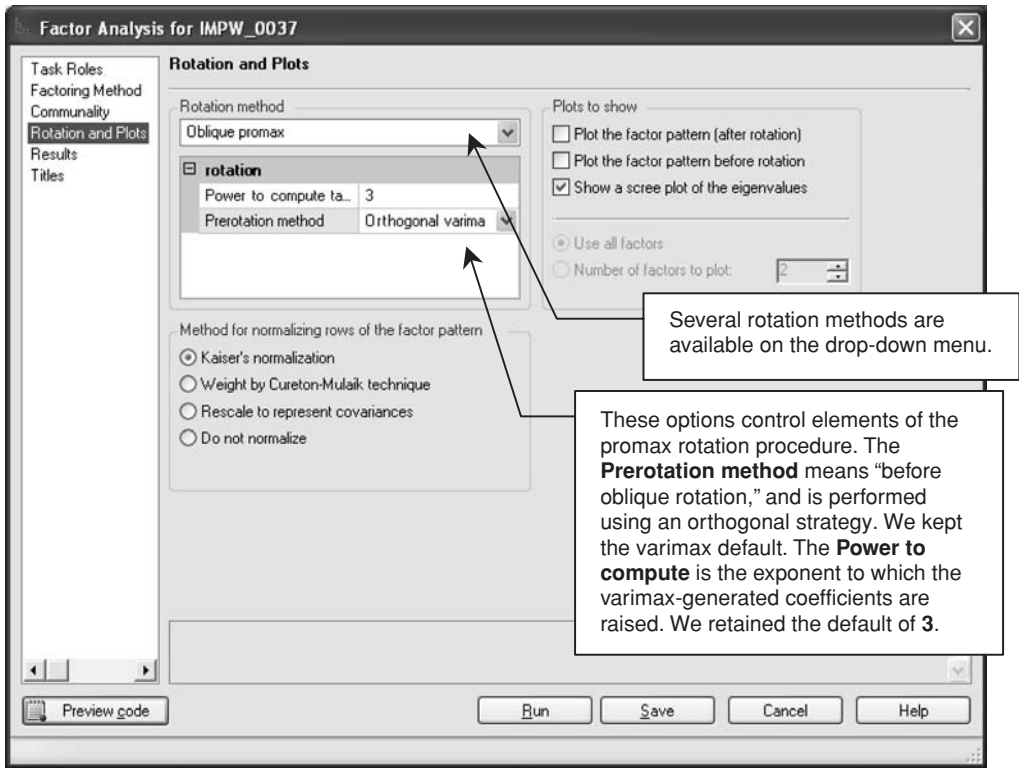 Factor Analysis for IMPW_0037
Task Roles
Factoring Method
Communality
Rotation and Plots
Results
Titles
Rotation and Plots
Rotation method
Oblique promax
rotation
Power to compute ta...
3
Prerotation method
Orthogonal varima
Method for normalizing rows of the factor pattern
Kaiser's normalization
Weight by Cureton-Mulaik technique
Rescale to represent covariances
Do not normalize
Plots to show
Plot the factor pattern (after rotation)
Plot the factor pattern before rotation
Show a scree plot of the eigenvalues
Use all factors
Number of factors to plot:
2
Several rotation methods are
available on the drop-down menu.
These options control elements of the
promax rotation procedure. The
Prerotation method means “before
oblique rotation,” and is performed
using an orthogonal strategy. We kept
the varimax default. The Power to
compute is the exponent to which the
varimax-generated coefficients are
raised. We retained the default of 3.
Preview code
Run
Save
Cancel
Help